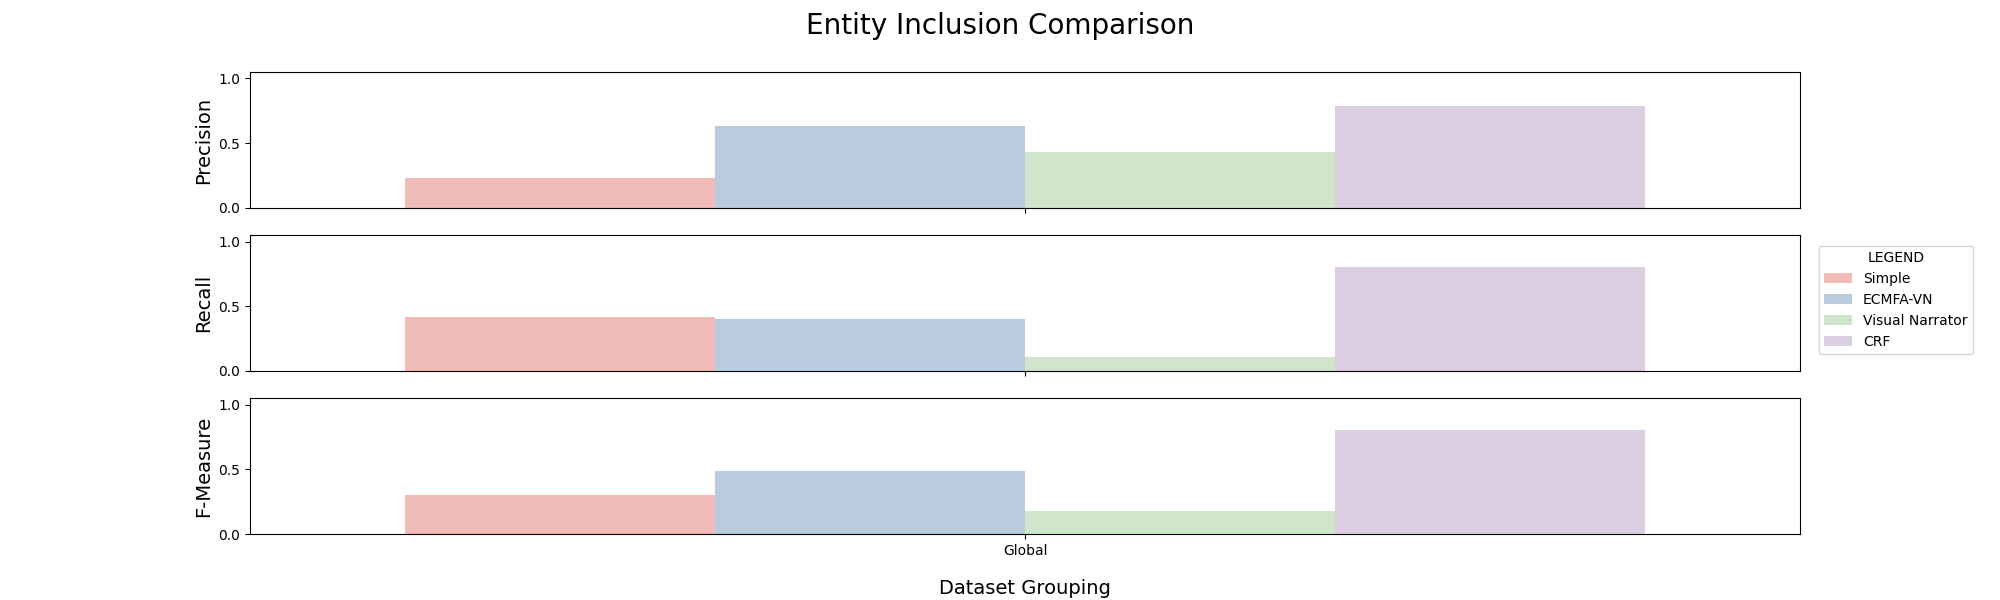 Entity Inclusion Comparison
Precision
1.0
0.5
0.0
Recall
1.0
0.5
0.0
F-Measure
1.0
0.5
0.0
Global
Dataset Grouping
LEGEND
Simple
ECMFA-VN
Visual Narrator
CRF